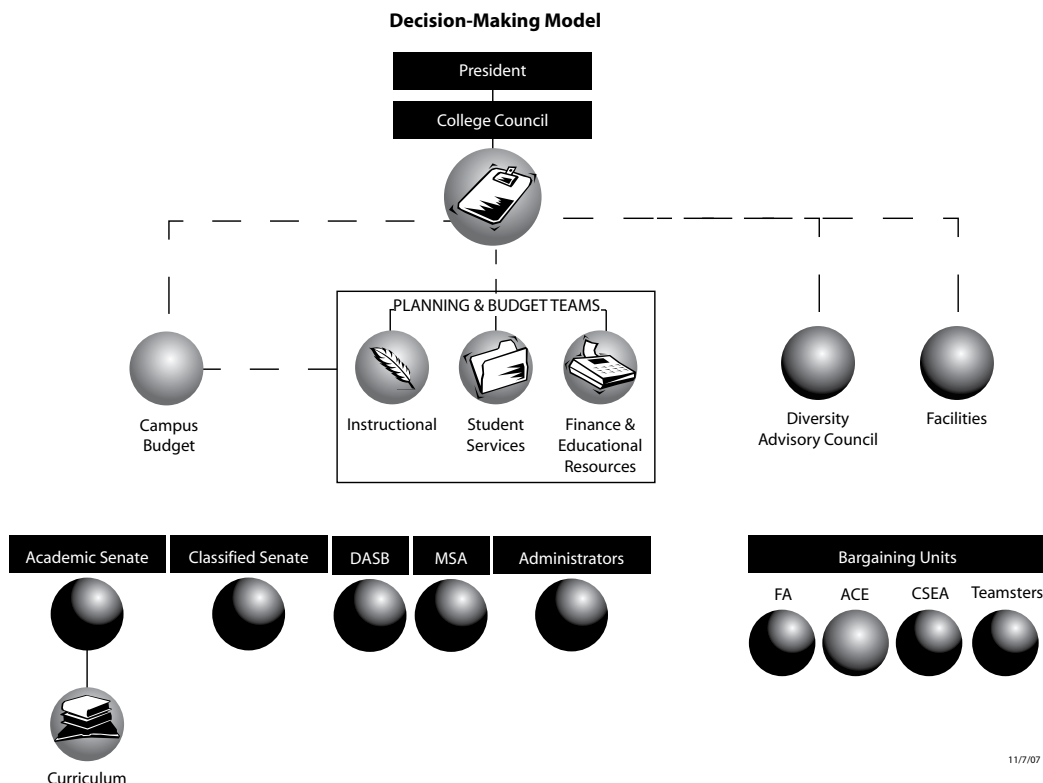 Decision-Making Model
President
College Council
PLANNING & BUDGET TEAMS
Campus
Budget
Instructional
Student
Services
Finance &
Educational
Resources
Diversity
Advisory Council
Facilities
Academic Senate
Classified Senate
DASB
MSA
Administrators
Bargaining Units
FA
ACE
CSEA
Teamsters
Curriculum
11/7/07